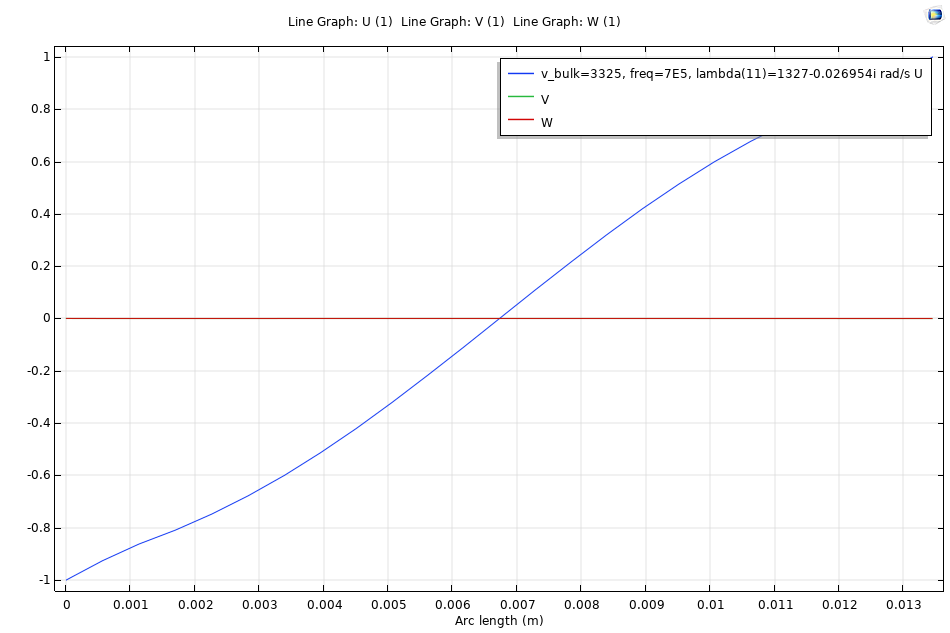 Line Graph: U (1)  Line Graph: V (1)  Line Graph: W (1)
v_bulk=3325, freq=7E5, lambda(11)=1327-0.026954i rad/s U
V
W
1
0.8
0.6
0.4
0.2
0
-0.2
-0.4
-0.6
-0.8
-1
0 0.001 0.002 0.003 0.004 0.005 0.006 0.007 0.008 0.009 0.01 0.011 0.012 0.013
Arc length (m)